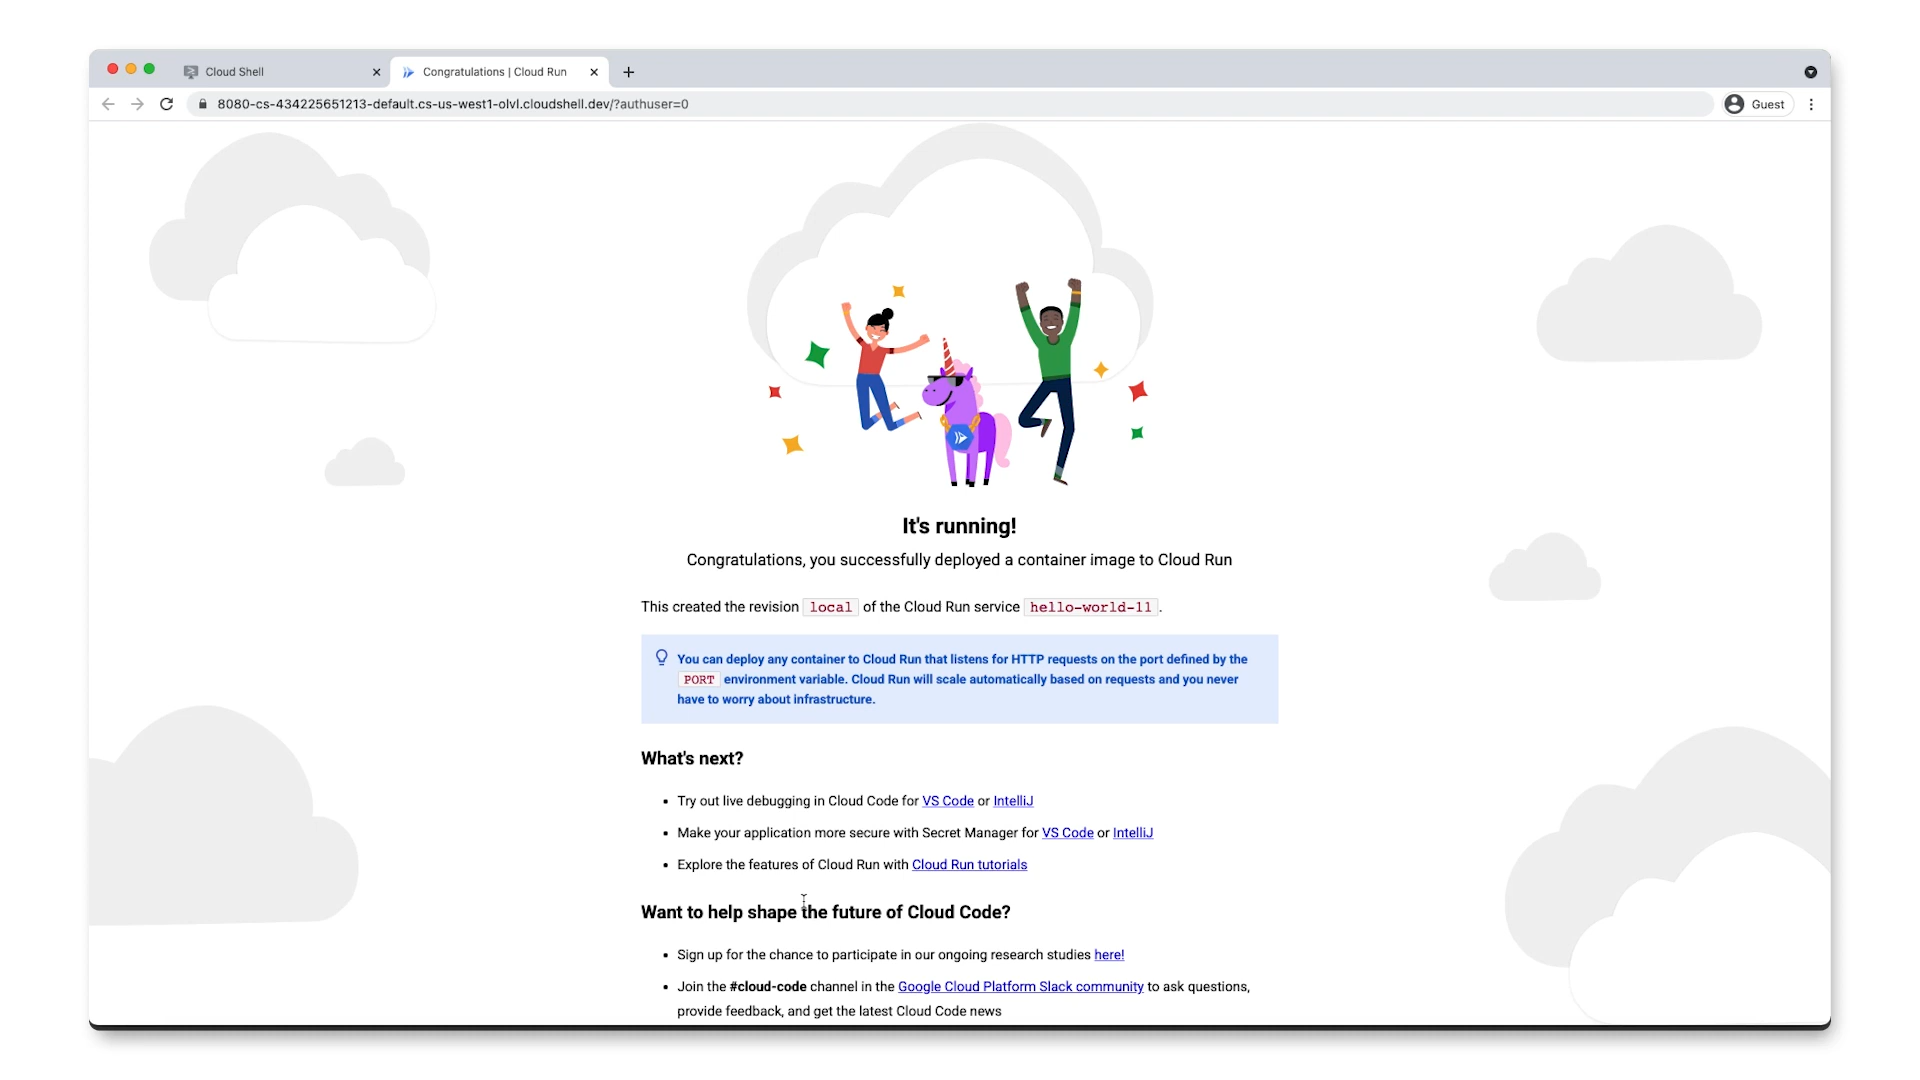 Cloud Shell
Congratulations | Cloud Run
8080-cs-434225651213-default.cs-us-west1-olvl.cloudshell.dev/?authuser=0
Guest
It's running!
Congratulations, you successfully deployed a container image to Cloud Run
This created the revision local of the Cloud Run service hello-world-11.
You can deploy any container to Cloud Run that listens for HTTP requests on the port defined by the
PORT environment variable. Cloud Run will scale automatically based on requests and you never
have to worry about infrastructure.
What's next?
Try out live debugging in Cloud Code for VS Code or IntelliJ
Make your application more secure with Secret Manager for VS Code or IntelliJ
Explore the features of Cloud Run with Cloud Run tutorials
Want to help shape the future of Cloud Code?
Sign up for the chance to participate in our ongoing research studies here!
Join the #cloud-code channel in the Google Cloud Platform Slack community to ask questions,
provide feedback, and get the latest Cloud Code news